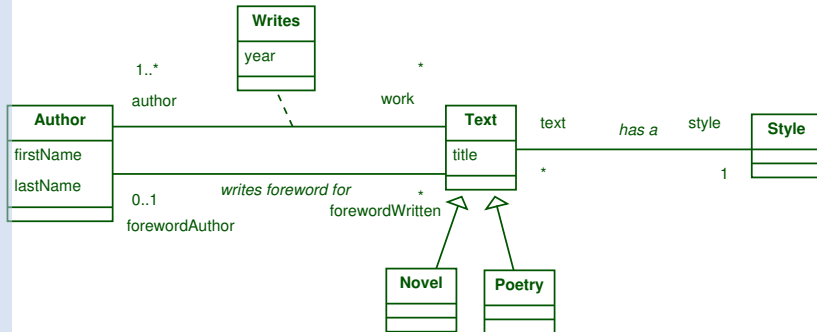 Writes
year
1..*
*
author
work
Author
firstName
lastName
Text
title
text
has a
style
Style
*
1
0..1
writes foreword for
*
forewordAuthor
forewordWritten
Novel
Poetry